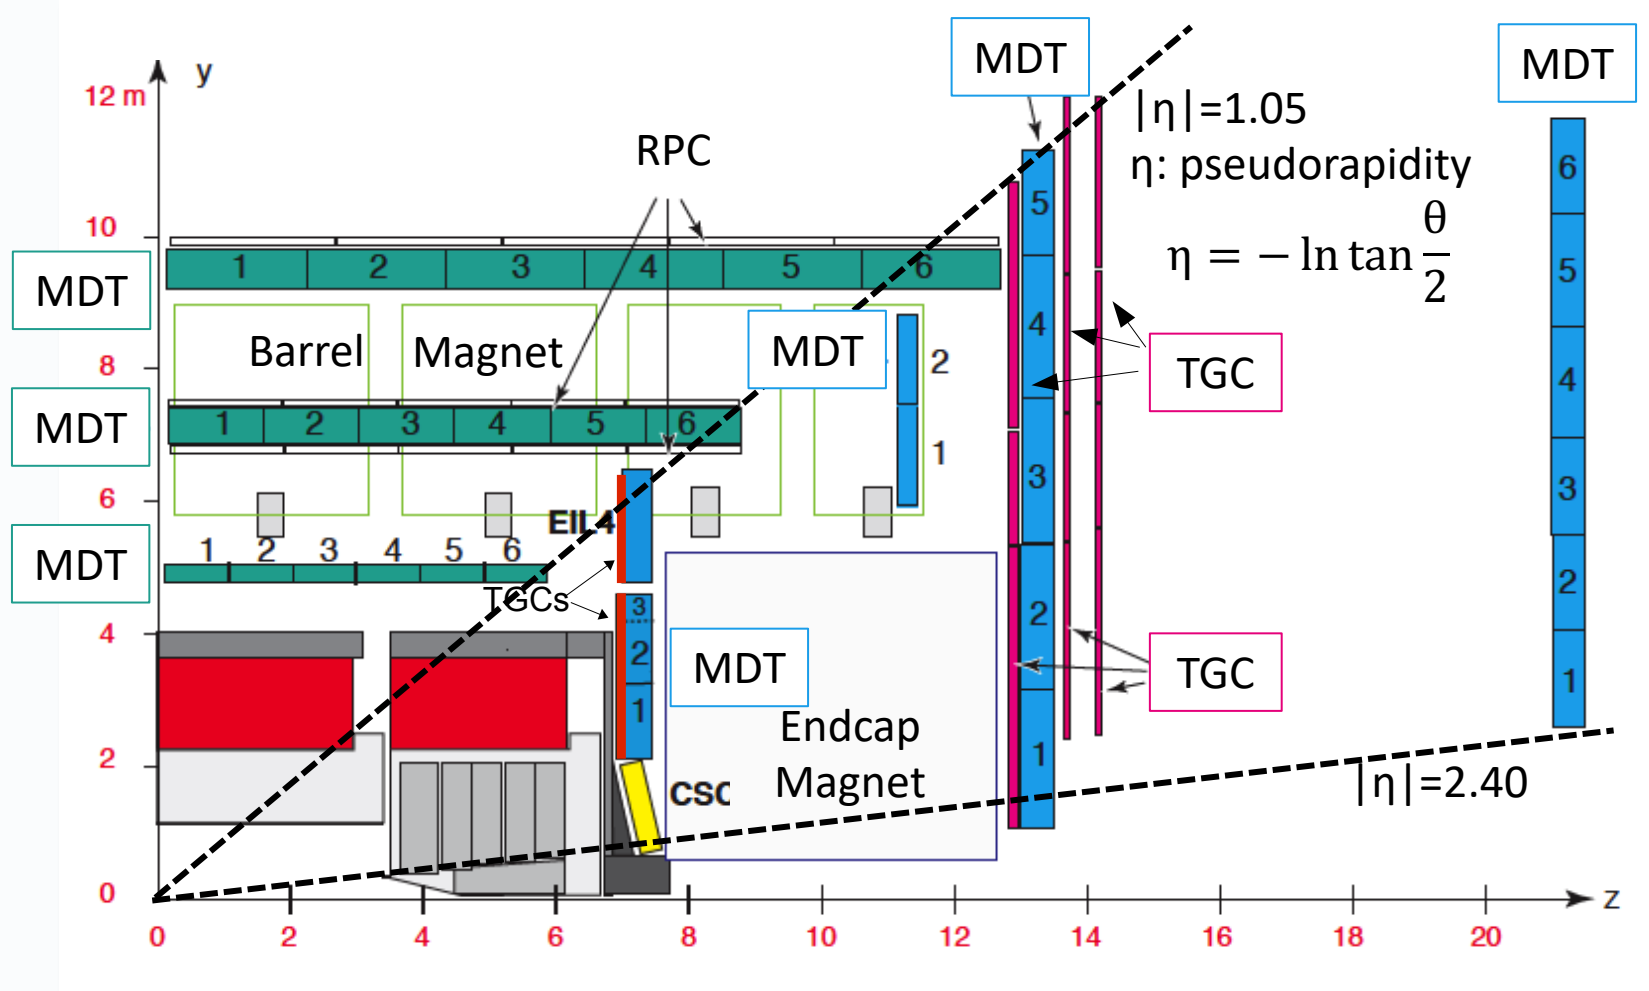 MDT
MDT
y
12 m
|η|=1.05
RPC
η: pseudorapidity
η = − ln tan θ/2
10
MDT
1 2 3 4 5 6
8
Barrel Magnet
MDT
2
1
MDT
1 2 3 4 5 6
6
EIL4
MDT
1 2 3 4 5 6
TGCs
4
3
2
1
MDT
2
CSC
Endcap
Magnet
5
4
3
2
1
TGC
TGC
6
5
4
3
2
1
|η|=2.40
0
z
0 2 4 6 8 10 12 14 16 18 20